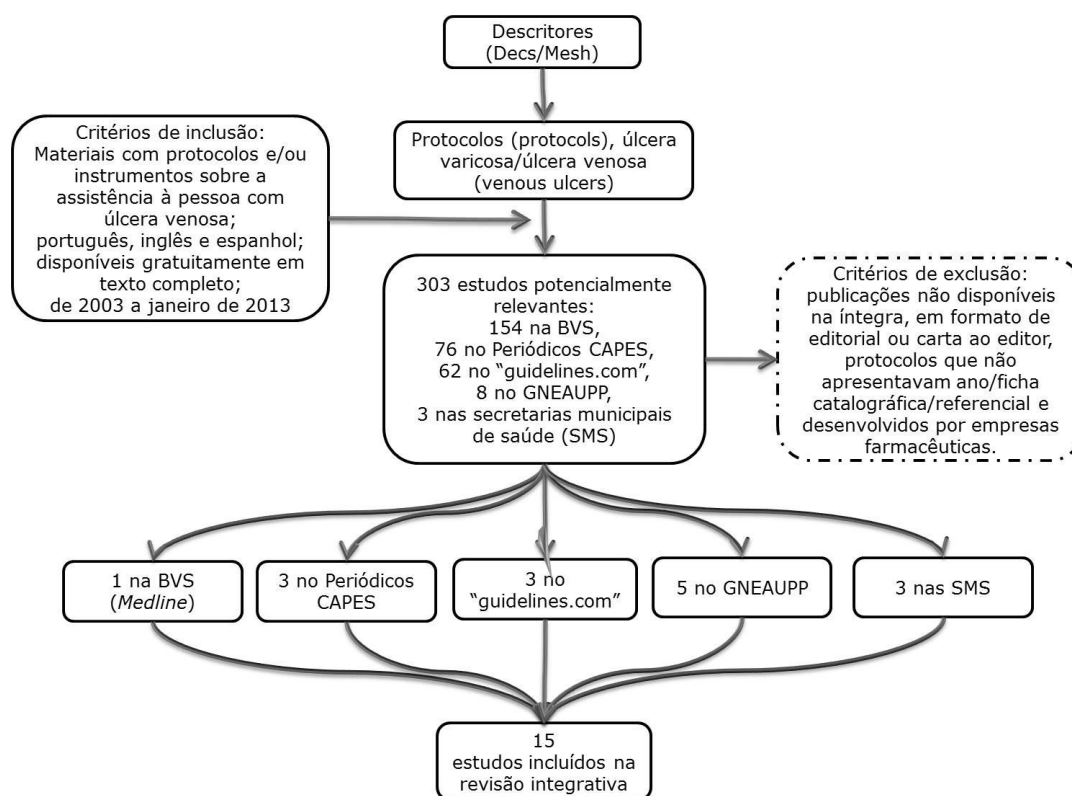 Descritores
(Decs/Mesh)
Critérios de inclusão:
Materiais com protocolos e/ou
instrumentos sobre a
assistência à pessoa com
úlcera venosa;
português, inglês e espanhol;
disponíveis gratuitamente em
texto completo;
de 2003 a janeiro de 2013
Protocolos (protocols), úlcera
varicosa/úlcera venosa
(venous ulcers)
303 estudos potencialmente
relevantes:
154 na BVS,
76 no Periódicos CAPES,
62 no “guidelines.com”,
8 no GNEAUPP,
3 nas secretarias municipais
de saúde (SMS)
Critérios de exclusão:
publicações não disponíveis
na íntegra, em formato de
editorial ou carta ao editor,
protocolos que não
apresentavam ano/ficha
catalográfica/referencial e
desenvolvidos por empresas
farmacêuticas.
1 na BVS
(Medline)
3 no Periódicos
CAPES
3 no
“guidelines.com”
5 no GNEAUPP
3 nas SMS
15
estudos incluídos na
revisão integrativa